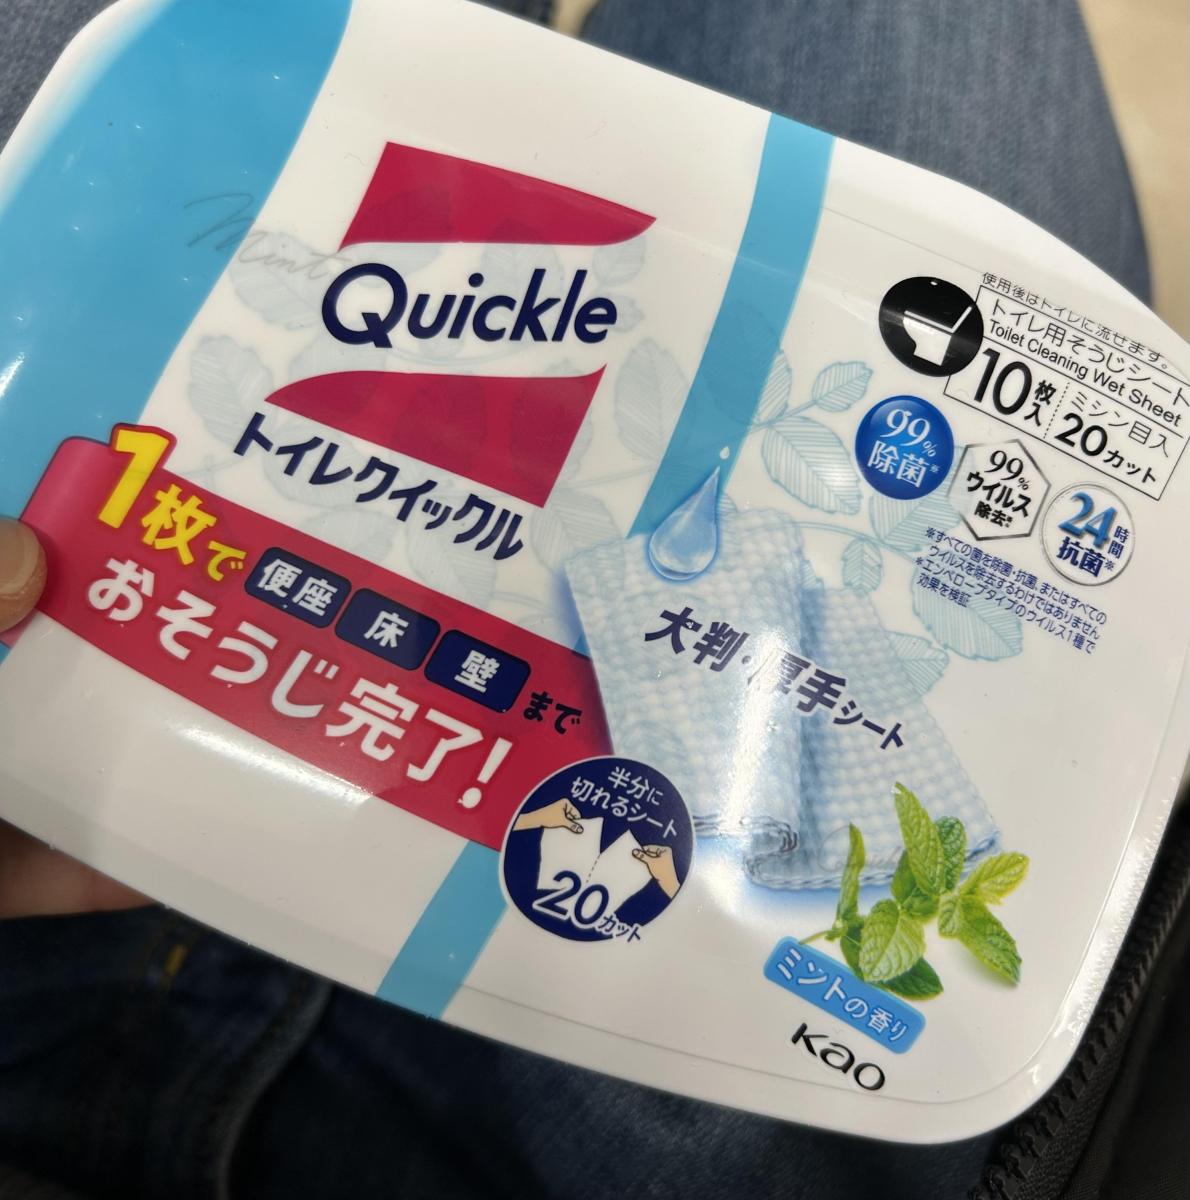 Mint
Quickle
トイレクイックル
1枚で
便座 床 壁 まで
おそうじ完了!
使用後はトイレに流せます。
トイレ用そうじシート
Toilet Cleaning Wet Sheet
10枚入 ミシン目入 20カット
99%除菌※
99%ウイルス除去※
24時間抗菌※
※すべての菌を除菌・抗菌、またはすべての
ウイルスを除去するわけではありません
※エンベロープタイプのウイルス1種で
効果を検証
大判・厚手シート
半分に
切れるシート
20カット
Quickle
ミントの香り
Kao